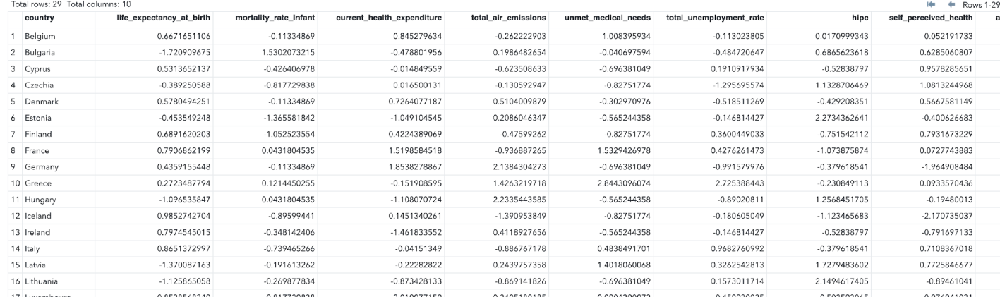 Total rows: 29 Total columns: 10 Rows 1-29
country life_expectancy_at_birth mortality_rate_infant current_health_expenditure total_air_emissions unmet_medical_needs total_unemployment_rate hipc self_perceived_health a
1 Belgium 0.6671651106 -0.11334869 0.845279634 -0.262222903 1.008395934 -0.113023805 0.0170999343 0.052191733
2 Bulgaria -1.720909675 1.5302073215 -0.478801956 0.1986482654 -0.040697594 -0.484720647 0.6865623618 0.6285060807
3 Cyprus 0.5313652137 -0.426406978 -0.014849559 -0.623508633 -0.696381049 0.1910917934 -0.52838797 0.9578285651
4 Czechia -0.389250588 -0.817729838 0.016500131 -0.130592947 -0.82751774 -1.295695574 1.1328706469 1.0813244968
5 Denmark 0.5780494251 -0.11334869 0.7264077187 0.5104009879 -0.302970976 -0.518511269 -0.429208351 0.5667581149
6 Estonia -0.453549248 -1.365581842 -1.049104545 0.2086046347 -0.565244358 -0.146814427 2.2734362641 -0.400626683
7 Finland 0.6891620203 -1.052523554 0.4224389069 -0.47599262 -0.82751774 0.3600449033 -0.751542112 0.7931673229
8 France 0.7906862199 0.0431804535 1.5198584518 -0.936887265 1.5329426978 0.4276261473 -1.073875874 0.0727743883
9 Germany 0.4359155448 -0.11334869 1.8538278867 2.1384304273 -0.696381049 -0.991579976 -0.379618541 -1.964908484
10 Greece 0.2723487794 0.1214450255 -0.151908595 1.4263219718 2.8443096074 2.725388443 -0.230849113 0.0933570436
11 Hungary -1.096535847 0.0431804535 -1.108070724 2.2335443585 -0.565244358 -0.89020811 1.2568451705 -0.19480013
12 Iceland 0.9852742704 -0.89599441 0.1451340261 -1.390953849 -0.82751774 -0.180605049 -1.123465683 -2.170735037
13 Ireland 0.7974545015 -0.348142406 -1.461833552 0.4118927656 -0.565244358 -0.146814427 -0.52838797 -0.791697133
14 Italy 0.8651372997 -0.739465266 -0.04151349 -0.886767178 0.4838491701 0.9682760992 -0.379618541 0.7108367018
15 Latvia -1.370087163 -0.191613262 -0.22282822 0.2439757358 1.4018060068 0.3262542813 1.7279483602 0.7725846677
16 Lithuania -1.125865058 -0.269877834 -0.873428133 -0.869141826 -0.696381049 0.1573011714 2.1494617405 -0.89461041